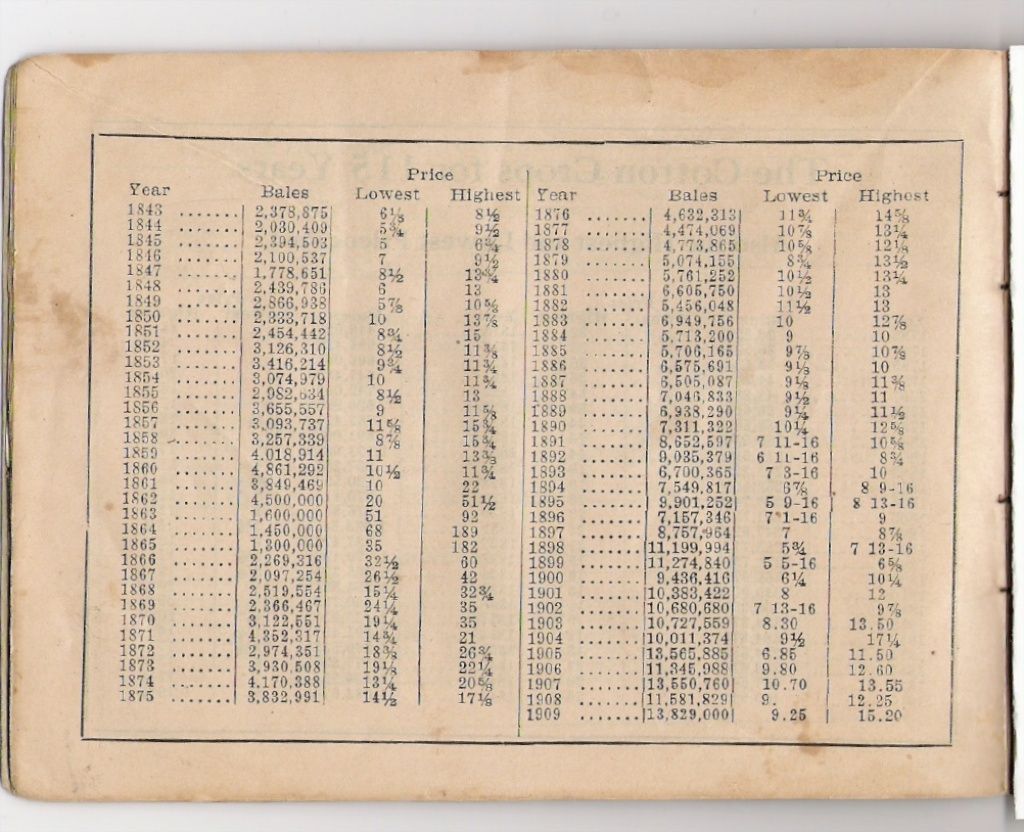 Price
Year Bales Lowest Highest
1843 ....... 2,378,875 6⅛ 8½
1844 ....... 2,030,409 5¾ 9½
1845 ....... 2,394,503 5 6¾
1846 ....... 2,100,537 7 9½
1847 ....... 1,778,651 8½ 13¾
1848 ....... 2,439,786 6 13
1849 ....... 2,866,938 5⅞ 10⅝
1850 ....... 2,333,718 10 13⅞
1851 ....... 2,454,442 8¾ 15
1852 ....... 3,126,310 8½ 11⅜
1853 ....... 3,416,214 9¾ 11¾
1854 ....... 3,074,979 10 11¾
1855 ....... 2,982,634 8½ 13
1856 ....... 3,655,557 9 11⅝
1857 ....... 3,093,737 11⅝ 15¾
1858 ....... 3,257,339 8⅞ 15¾
1859 ....... 4.018,914 11 13⅜
1860 ....... 4,861,292 10½ 11¾
1861 ....... 3,849,469 10 22
1862 ....... 4,500,000 20 51½
1863 ....... 1,600,000 51 92
1864 ....... 1,450,000 68 189
1865 ....... 1,300,000 35 182
1866 ....... 2,269,316 32½ 60
1867 ....... 2,097,254 26½ 42
1868 ....... 2,519,554 15¼ 32¾
1869 ....... 2,366,467 24¼ 35
1870 ....... 3,122,551 19¼ 35
1871 ....... 4,352,317 14¾ 21
1872 ....... 2,974,351 18⅜ 26¾
1873 ....... 3,930,508 19⅛ 22¼
1874 ....... 4.170,388 13¼ 20⅝
1875 ....... 3,832,991 14½ 17⅛
Price
Year Bales Lowest Highest
1876 ....... 4,632,313 11¾ 14⅝
1877 ....... 4,474,069 10⅞ 13¼
1878 ....... 4,773,865 10⅝ 12⅛
1879 ....... 5,074,155 8¾ 13½
1880 ....... 5,761,252 10½ 13¼
1881 ....... 6,605,750 10½ 13
1882 ....... 5,456,048 11½ 13
1883 ....... 6,949,756 10 12⅞
1884 ....... 5,713,200 9 10
1885 ....... 5,706,165 9⅞ 10⅞
1886 ....... 6,575,691 9⅛ 10
1887 ....... 6,505,087 9⅛ 11⅜
1888 ....... 7,046,833 9½ 11
1889 ....... 6,938,290 9¼ 11½
1890 ....... 7,311,322 10¼ 12⅝
1891 ....... 8,652,597 7 11-16 10⅝
1892 ....... 9,035,379 6 11-16 8¾
1893 ....... 6,700,365 7 3-16 10
1894 ....... 7,549,817 6⅞ 8 9-16
1895 ....... 9,901,252 5 9-16 8 13-16
1896 ....... 7,157,346 7 1-16 9
1897 ....... 8,757,964 7 8⅞
1898 ....... 11,199,994 5¾ 7 13-16
1899 ....... 11,274,840 5 5-16 6⅝
1900 ....... 9,436,416 6¼ 10¼
1901 ....... 10,383,422 8 12
1902 ....... 10,680,680 7 13-16 9⅞
1903 ....... 10,727,559 8.30 13.50
1904 ....... 10,011,374 9½ 17¼
1905 ....... 13,565,885 6.85 11.50
1906 ....... 11,345,988 9.80 12.60
1907 ....... 13,550,760 10.70 13.55
1908 ....... 11,581,829 9. 12.25
1909 ....... 13,829,000 9.25 15.20